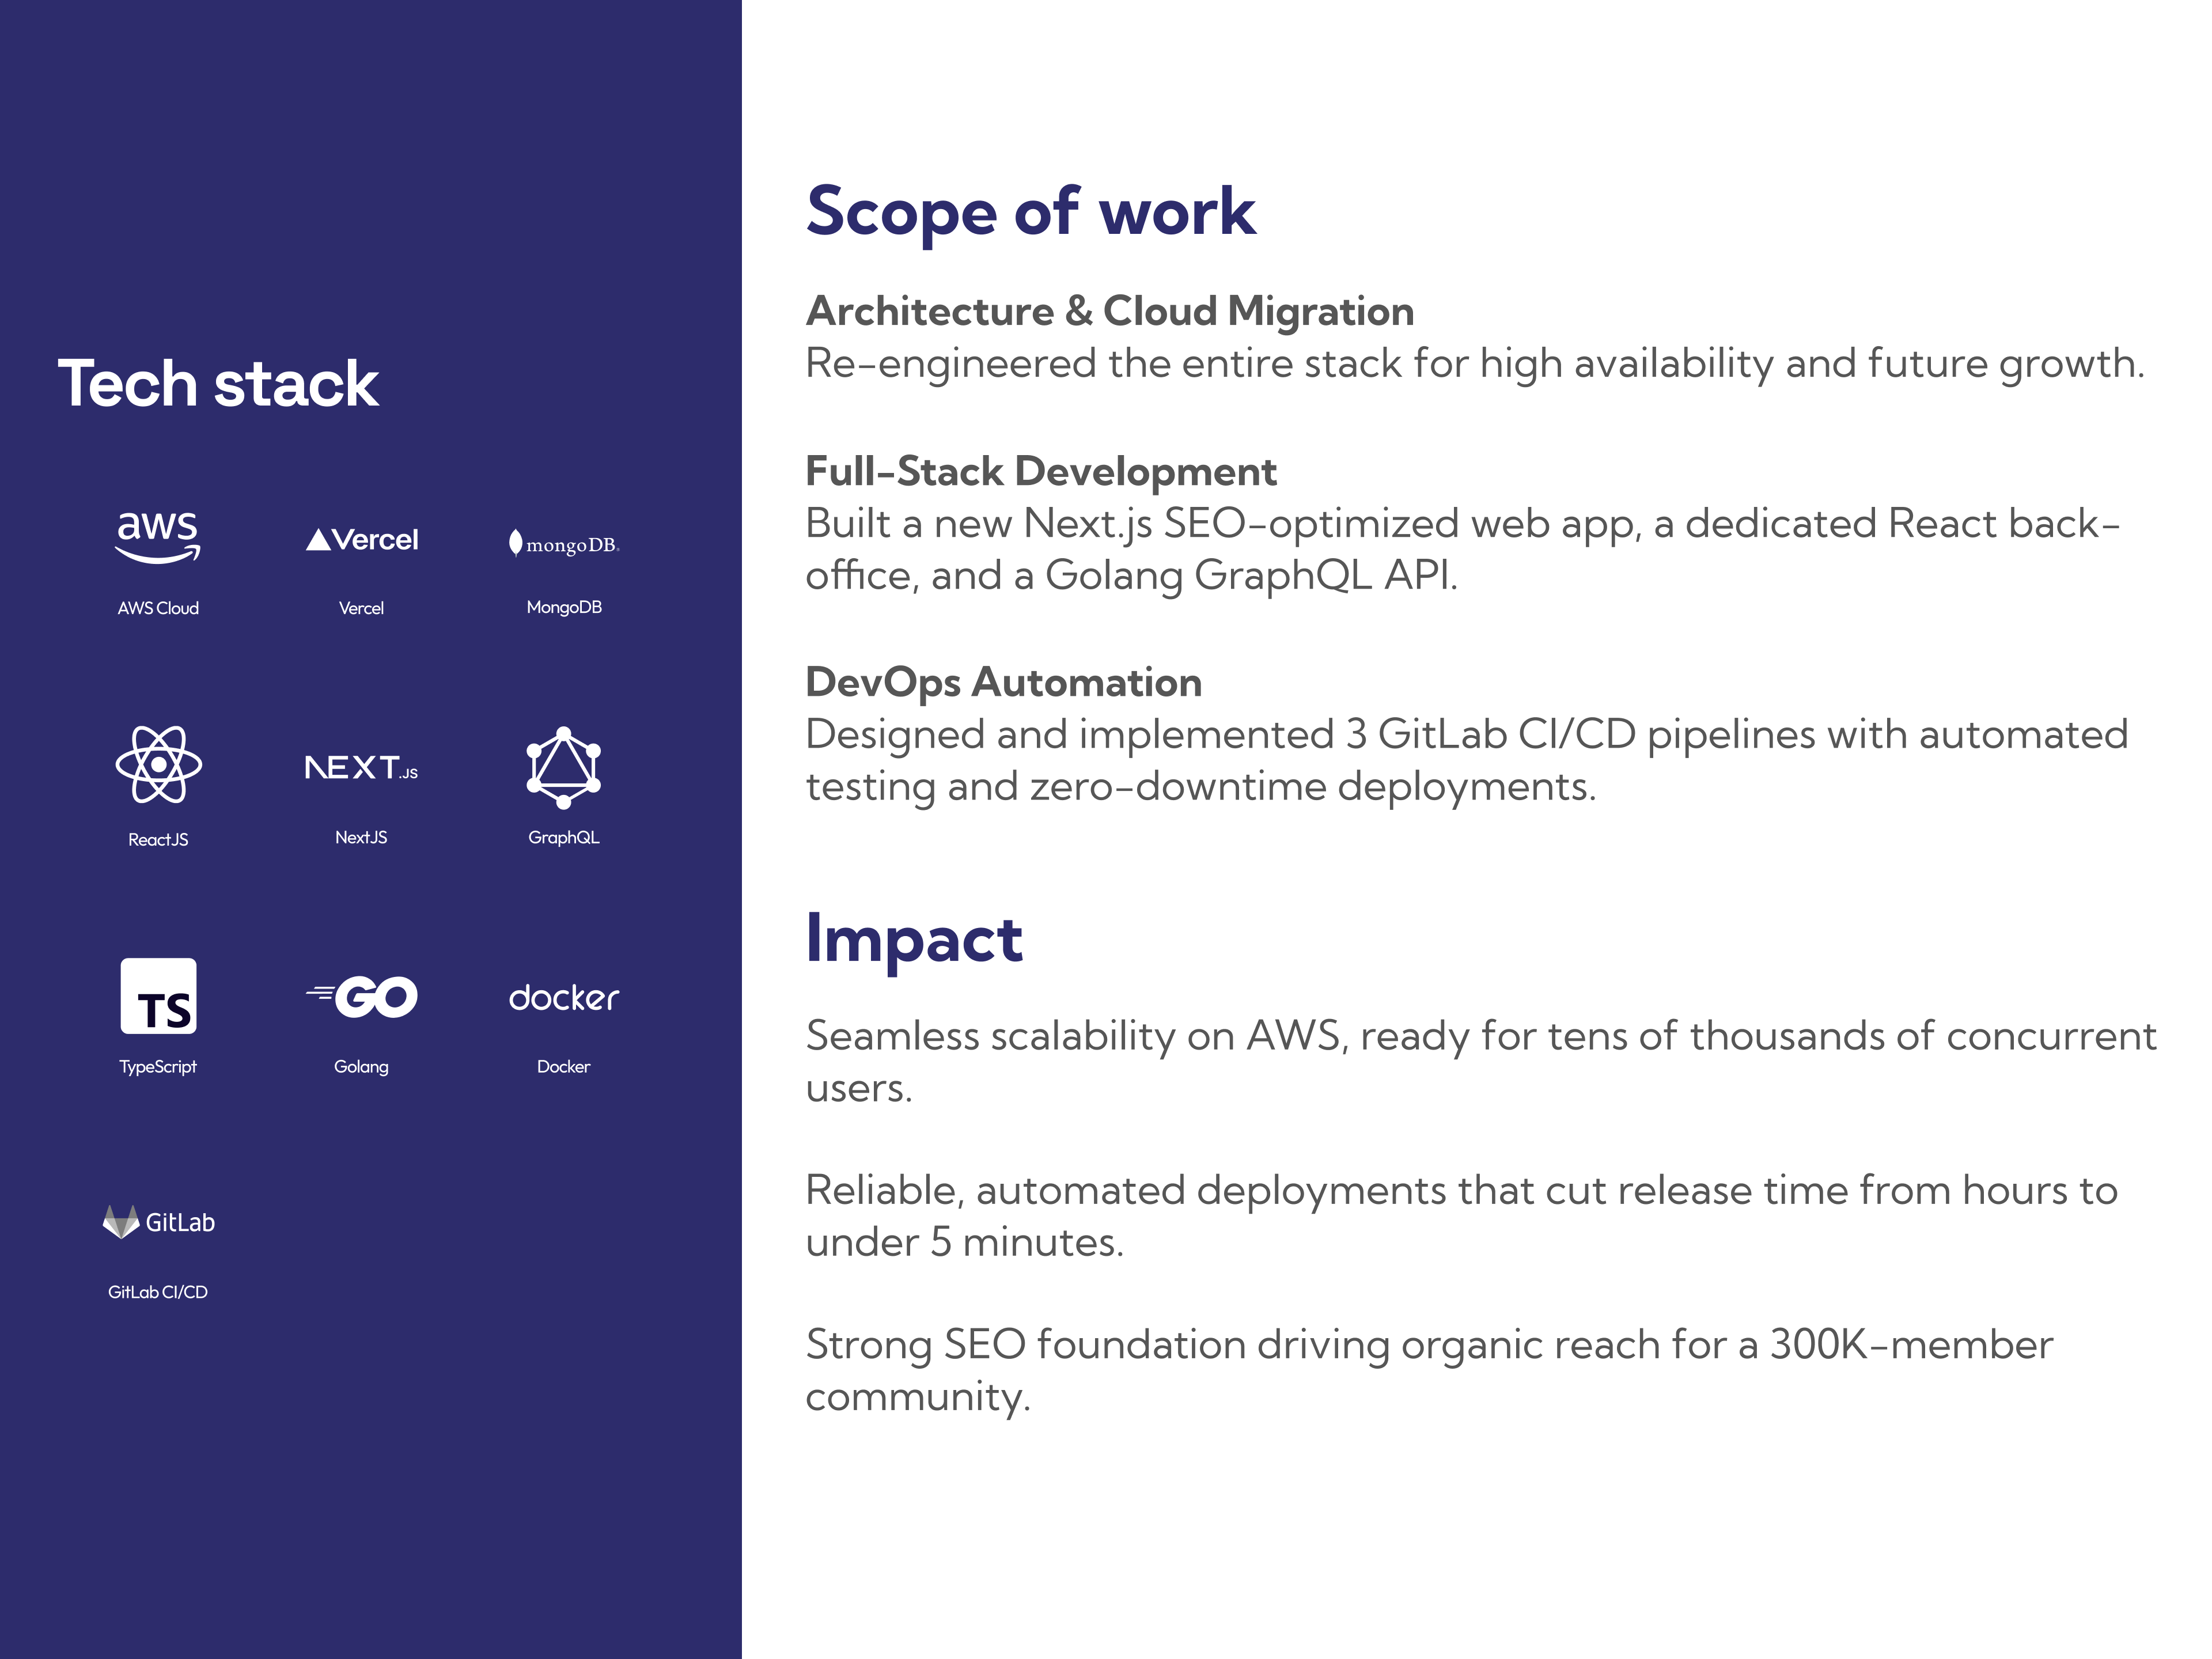 Tech stack
aws
Vercel
mongoDB
AWS Cloud
Vercel
MongoDB
NEXT.JS
ReactJS
NextJS
GraphQL
TS
GO
docker
TypeScript
Golang
Docker
GitLab
GitLab CI/CD
Scope of work
Architecture & Cloud Migration
Re-engineered the entire stack for high availability and future growth.
Full-Stack Development
Built a new Next.js SEO-optimized web app, a dedicated React back-
office, and a Golang GraphQL API.
DevOps Automation
Designed and implemented 3 GitLab CI/CD pipelines with automated
testing and zero-downtime deployments.
Impact
Seamless scalability on AWS, ready for tens of thousands of concurrent
users.
Reliable, automated deployments that cut release time from hours to
under 5 minutes.
Strong SEO foundation driving organic reach for a 300K-member
community.